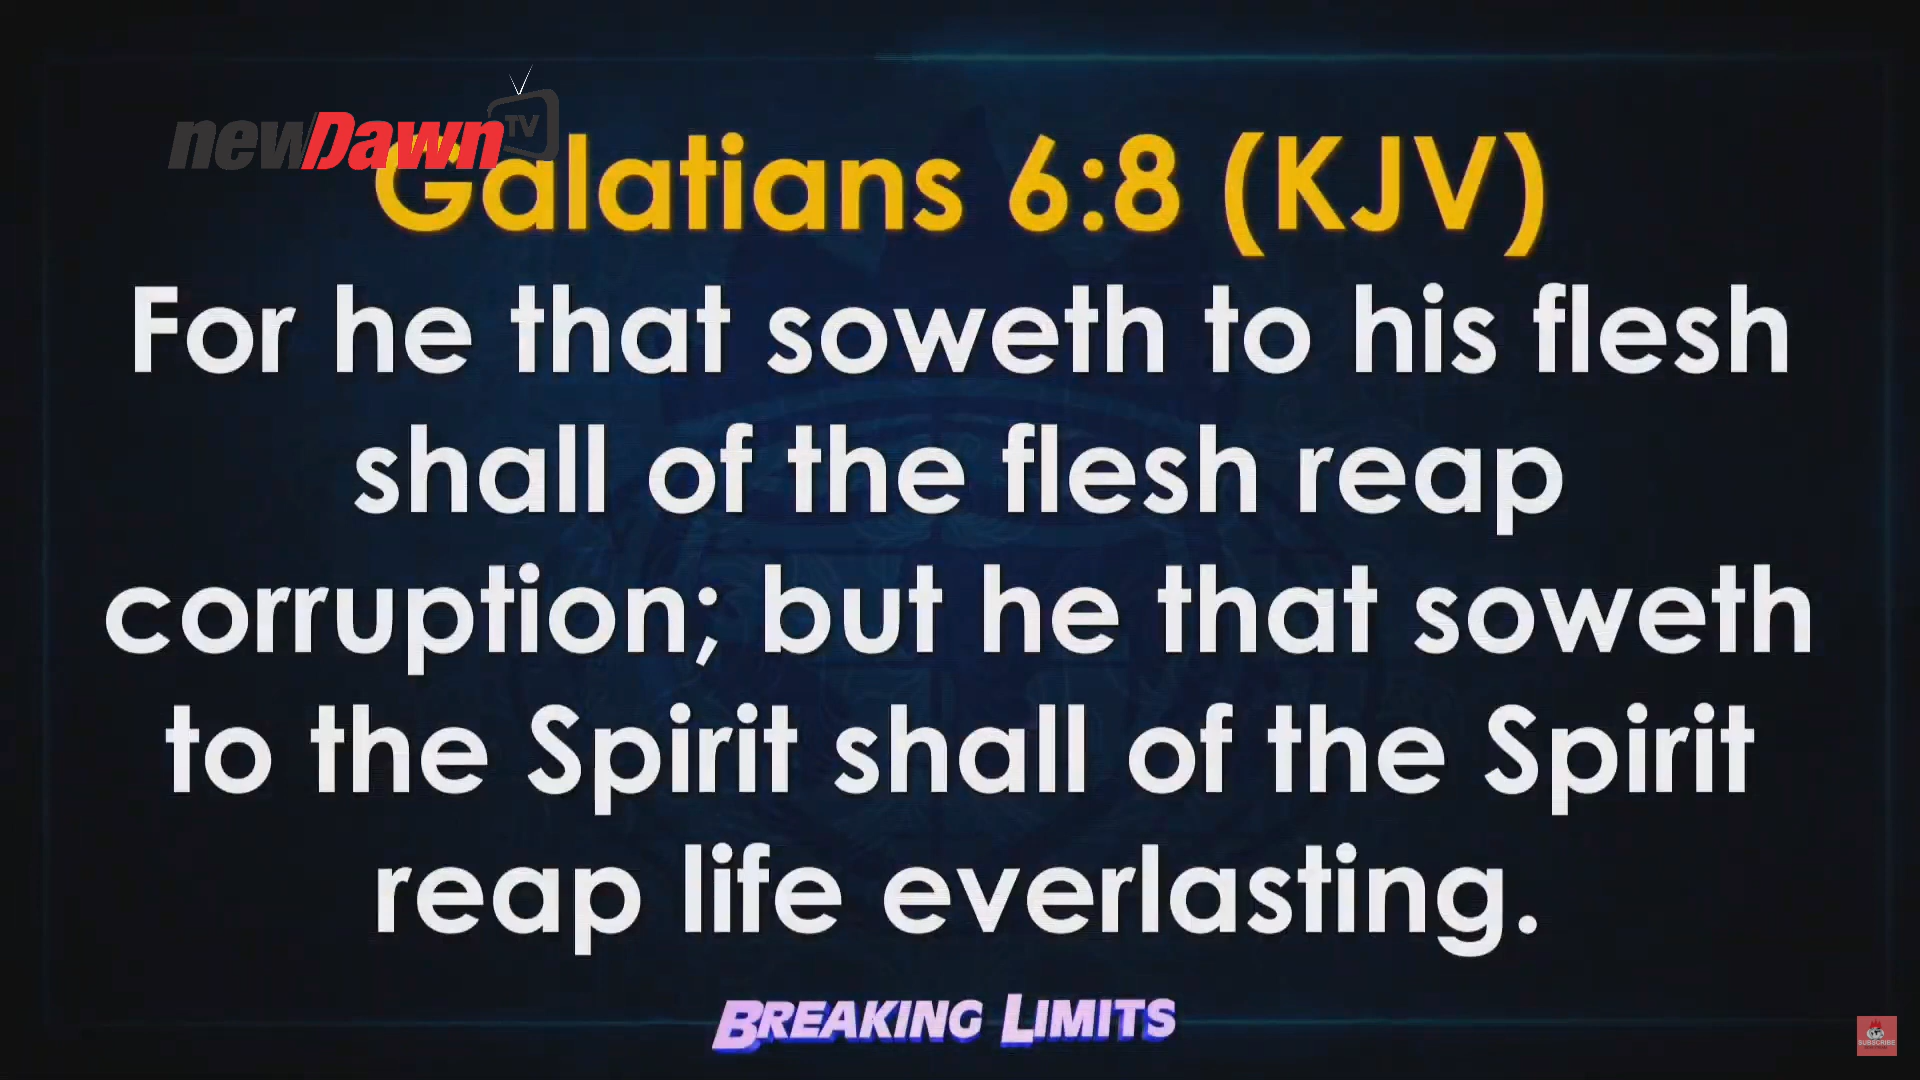 newDawn TV
Galatians 6:8 (KJV)
For he that soweth to his flesh
shall of the flesh reap
corruption; but he that soweth
to the Spirit shall of the Spirit
reap life everlasting.
BREAKING LIMITS
SUBSCRIBE